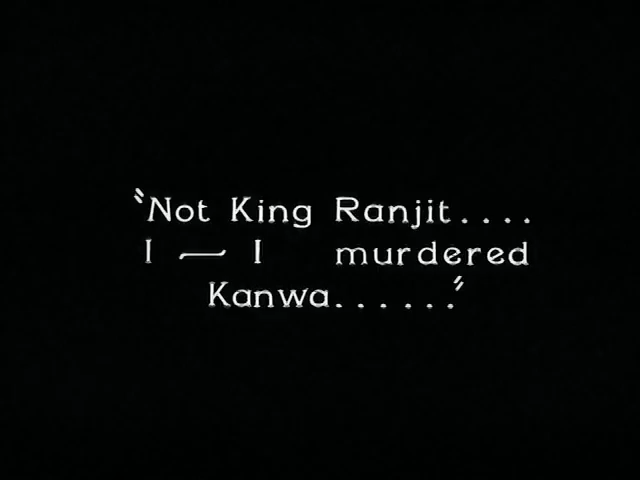 "Not King Ranjit....
I — I murdered
Kanwa......"